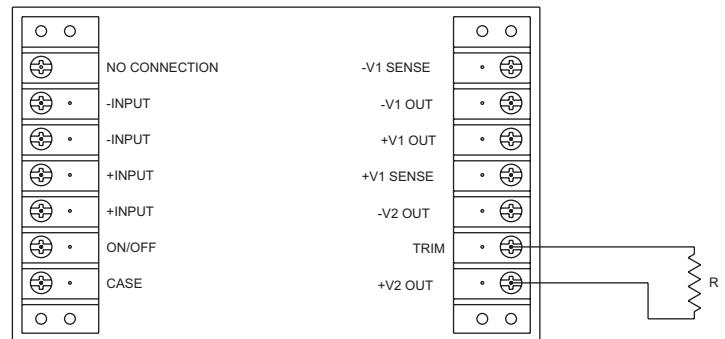 NO CONNECTION
-INPUT
-INPUT
+INPUT
+INPUT
ON/OFF
CASE
-V1 SENSE
-V1 OUT
+V1 OUT
+V1 SENSE
-V2 OUT
TRIM
+V2 OUT
R